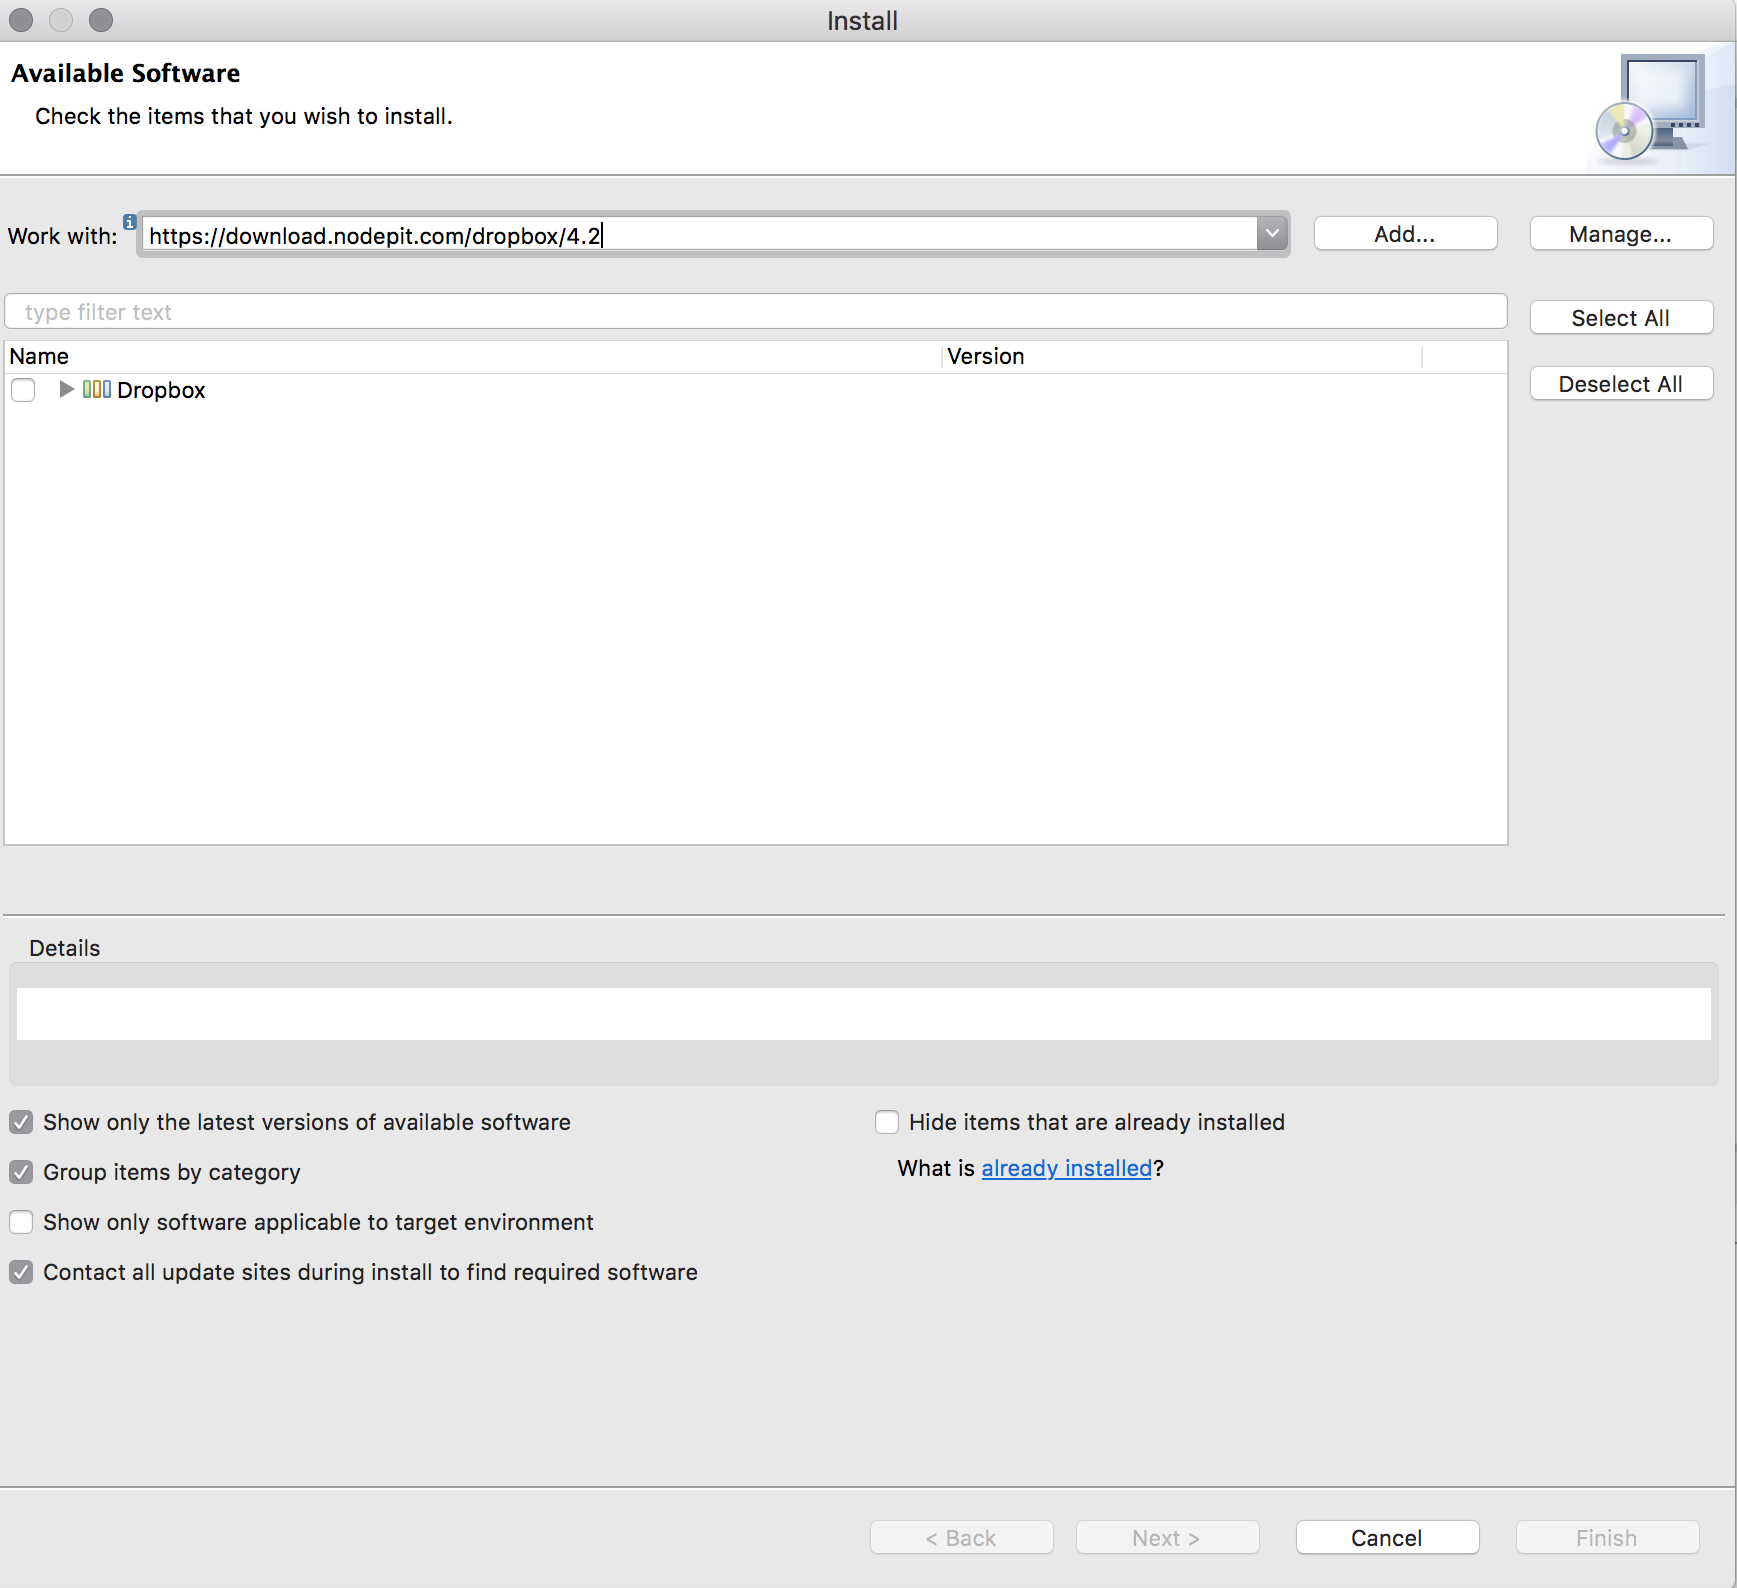 Install
Available Software
Check the items that you wish to install.
Work with: https://download.nodepit.com/dropbox/4.2 Add... Manage...
type filter text
Select All
Name Version
Dropbox
Deselect All
Details
Show only the latest versions of available software
Hide items that are already installed
Group items by category
What is already installed?
Show only software applicable to target environment
Contact all update sites during install to find required software
< Back Next > Cancel Finish